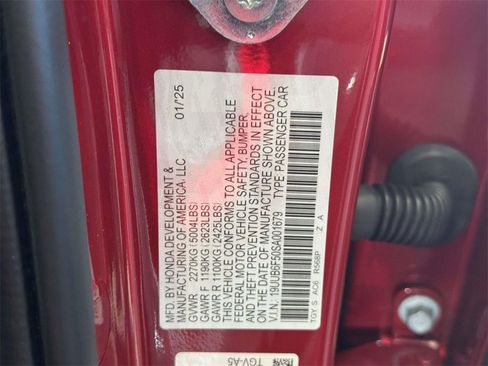 MFD. BY HONDA DEVELOPMENT &
MANUFACTURING OF AMERICA, LLC 01/'25
GVWR 2270KG(5004LBS)
GAWR F 1190KG(2623LBS)
GAWR R 1100KG(2425LBS)
THIS VEHICLE CONFORMS TO ALL APPLICABLE
FEDERAL MOTOR VEHICLE SAFETY, BUMPER,
AND THEFT PREVENTION STANDARDS IN EFFECT
ON THE DATE OF MANUFACTURE SHOWN ABOVE.
V.I.N.: 19UUB6F50SA001679 TYPE:PASSENGER CAR
TGY S AC6 R568P Z A
TGV-A5